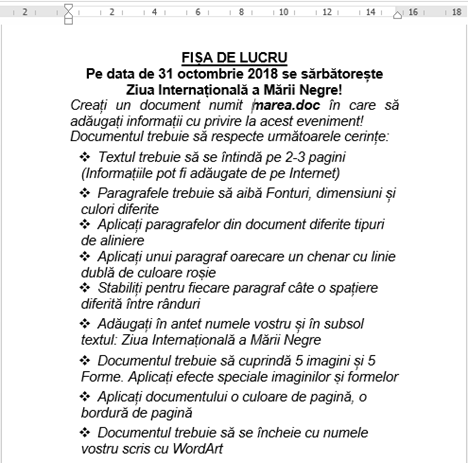 2 2 4 6 8 10 12 14 16 18
FIȘA DE LUCRU
Pe data de 31 octombrie 2018 se sărbătorește
Ziua Internațională a Mării Negre!
Creați un document numit marea.doc în care să
adăugați informații cu privire la acest eveniment!
Documentul trebuie să respecte următoarele cerințe:
❖ Textul trebuie să se întindă pe 2-3 pagini
(Informațiile pot fi adăugate de pe Internet)
❖ Paragrafele trebuie să aibă Fonturi, dimensiuni și
culori diferite
❖ Aplicați paragrafelor din document diferite tipuri
de aliniere
❖ Aplicați unui paragraf oarecare un chenar cu linie
dublă de culoare roșie
❖ Stabiliți pentru fiecare paragraf câte o spațiere
diferită între rânduri
❖ Adăugați în antet numele vostru și în subsol
textul: Ziua Internațională a Mării Negre
❖ Documentul trebuie să cuprindă 5 imagini și 5
Forme. Aplicați efecte speciale imaginilor și formelor
❖ Aplicați documentului o culoare de pagină, o
bordură de pagină
❖ Documentul trebuie să se încheie cu numele
vostru scris cu WordArt